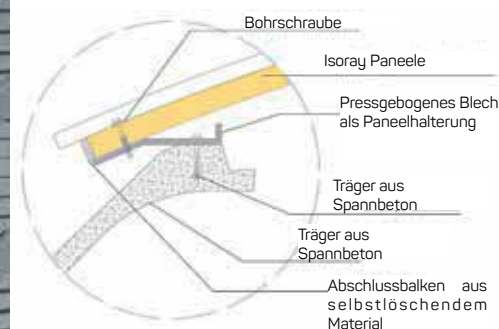 Bohrschraube
Isoray Paneele
Pressgebogenes Blech
als Paneelhalterung
Träger aus
Spannbeton
Träger aus
Spannbeton
Abschlussbalken aus
selbstlöschendem
Material